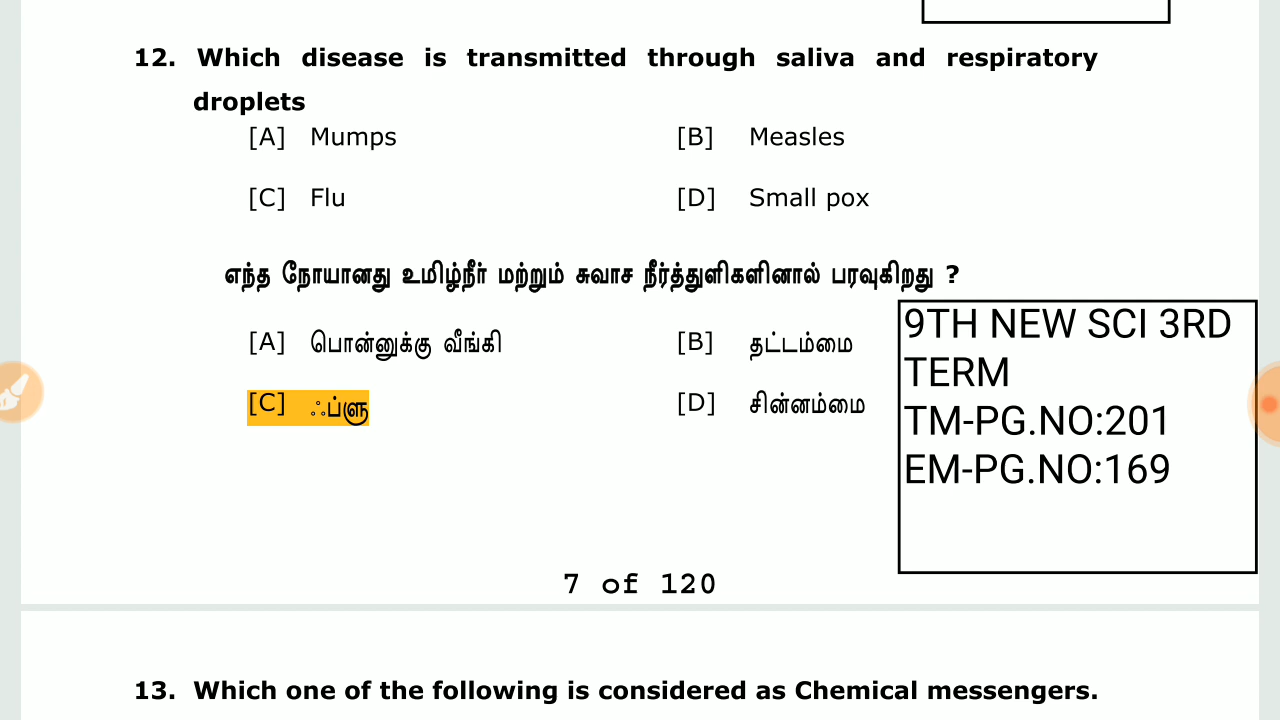 12. Which disease is transmitted through saliva and respiratory
droplets
[A] Mumps [B] Measles
[C] Flu [D] Small pox
எந்த நோயானது உமிழ்நீர் மற்றும் சுவாச நீர்த்துளிகளினால் பரவுகிறது ?
[A] பொன்னுக்கு வீங்கி [B] தட்டம்மை
[C] ஃப்ளு [D] சின்னம்மை
9TH NEW SCI 3RD
TERM
TM-PG.NO:201
EM-PG.NO:169
7 of 120
13. Which one of the following is considered as Chemical messengers.